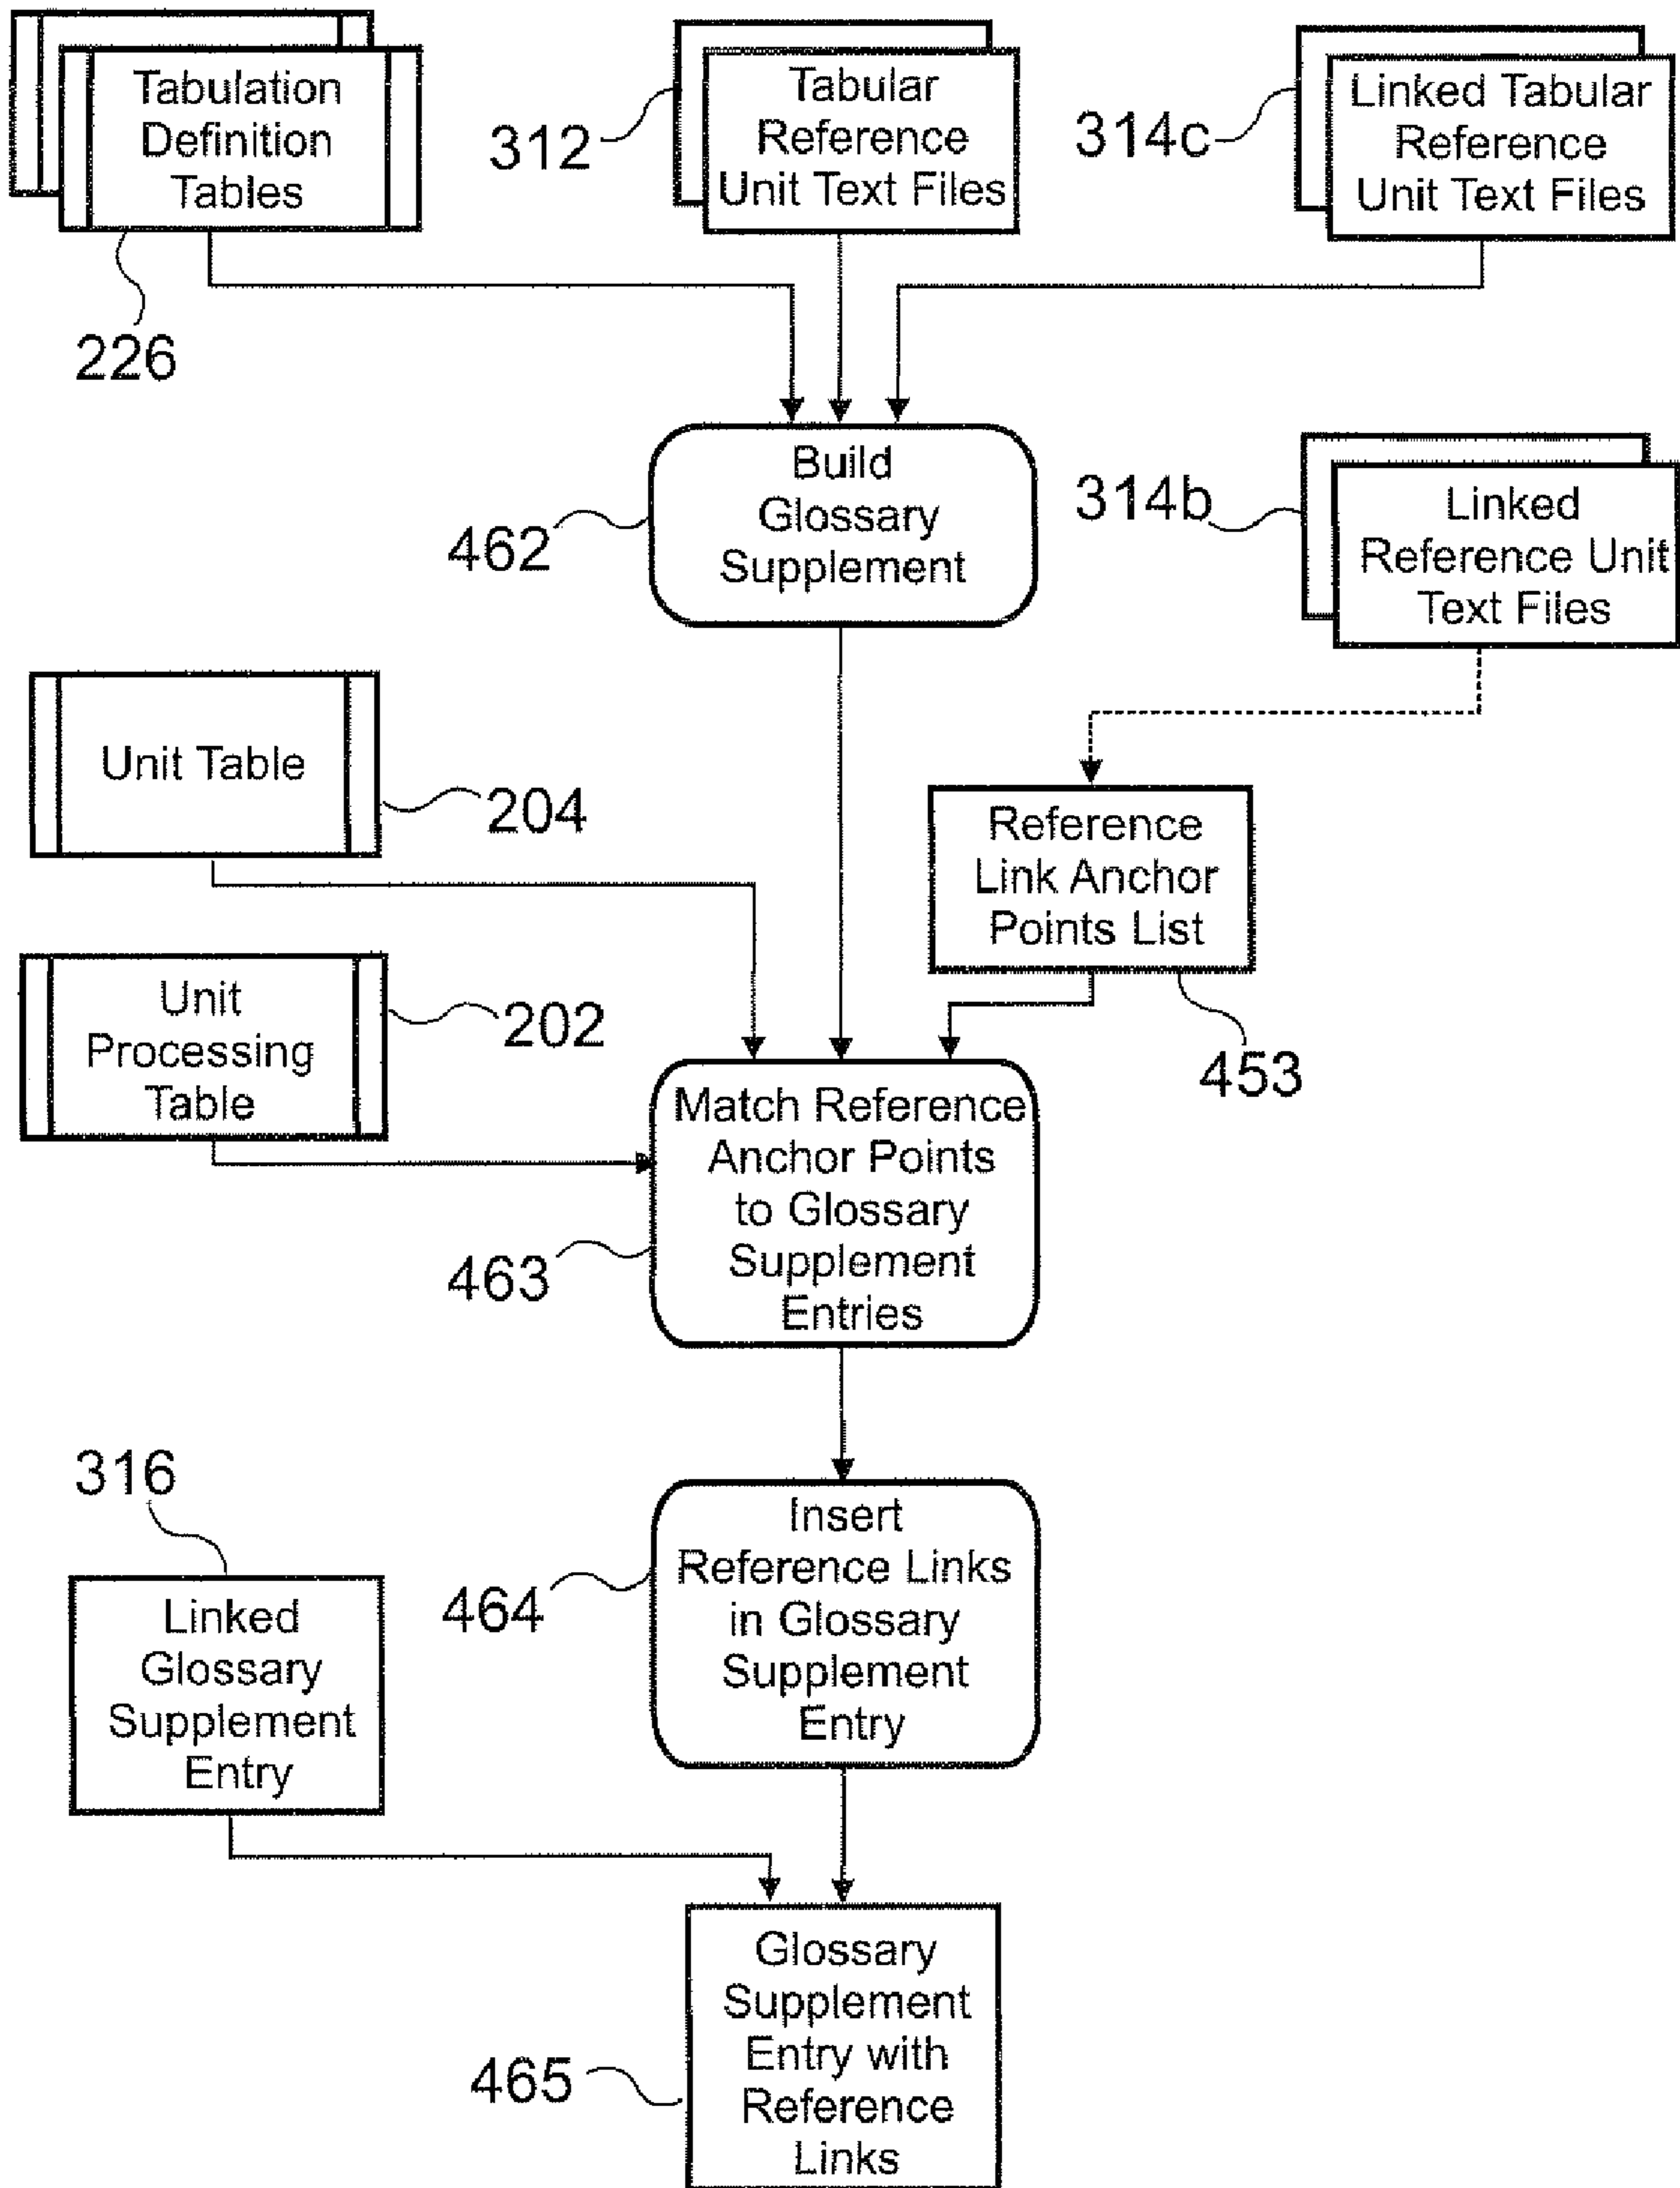 Tabulation
Definition
Tables
226
312
Tabular
Reference
Unit Text Files
314c
Linked Tabular
Reference
Unit Text Files
462
Build
Glossary
Supplement
314b
Linked
Reference Unit
Text Files
Unit Table
204
Reference
Link Anchor
Points List
453
Unit
Processing
Table
202
463
Match Reference
Anchor Points
to Glossary
Supplement
Entries
316
Linked
Glossary
Supplement
Entry
464
Insert
Reference Links
in Glossary
Supplement
Entry
465
Glossary
Supplement
Entry with
Reference
Links